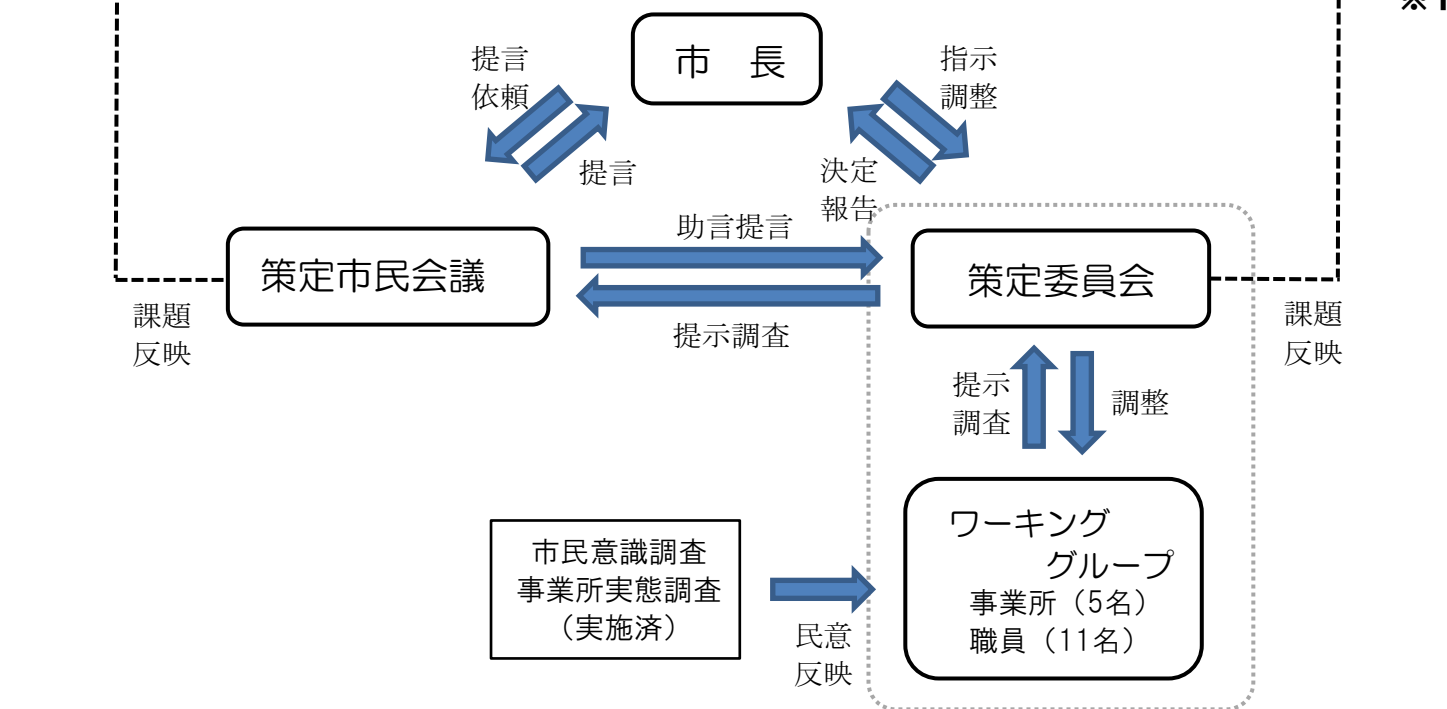 ※1
市　長
提言
依頼
提言
指示
調整
決定
報告
助言提言
提示調査
策定市民会議
策定委員会
課題
反映
課題
反映
提示
調査
調整
ワーキング
グループ
事業所（5名）
職員（11名）
市民意識調査
事業所実態調査
（実施済）
民意
反映